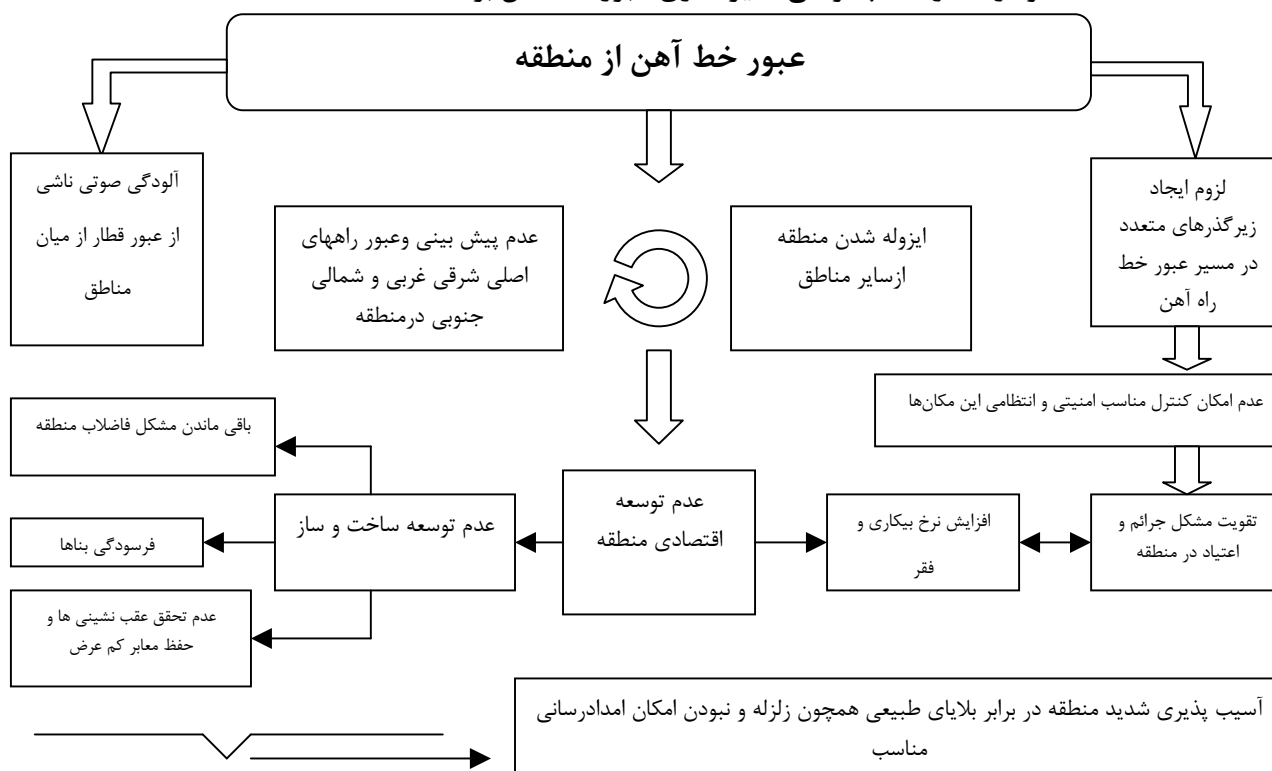 عبور خط آهن از منطقه
لزوم ایجاد
زیرگذرهای متعدد
در مسیر عبور خط
راه آهن
آلودگی صوتی ناشی
از عبور قطار از میان
مناطق
ایزوله شدن منطقه
ازسایر مناطق
عدم پیش بینی وعبور راههای
اصلی شرقی غربی و شمالی
جنوبی درمنطقه
عدم امکان کنترل مناسب امنیتی و انتظامی این مکان‌ها
باقی ماندن مشکل فاضلاب منطقه
تقویت مشکل جرائم و
اعتیاد در منطقه
افزایش نرخ بیکاری و
فقر
عدم توسعه
اقتصادی منطقه
عدم توسعه ساخت و ساز
فرسودگی بناها
عدم تحقق عقب نشینی ها و
حفظ معابر کم عرض
آسیب پذیری شدید منطقه در برابر بلایای طبیعی همچون زلزله و نبودن امکان امدادرسانی
مناسب